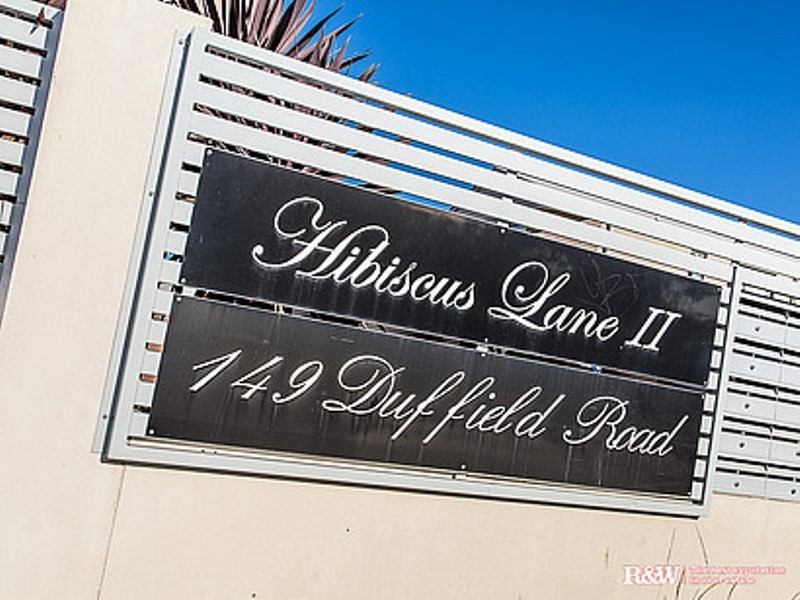 Hibiscus Lane II
149 Duffield Road
R&W